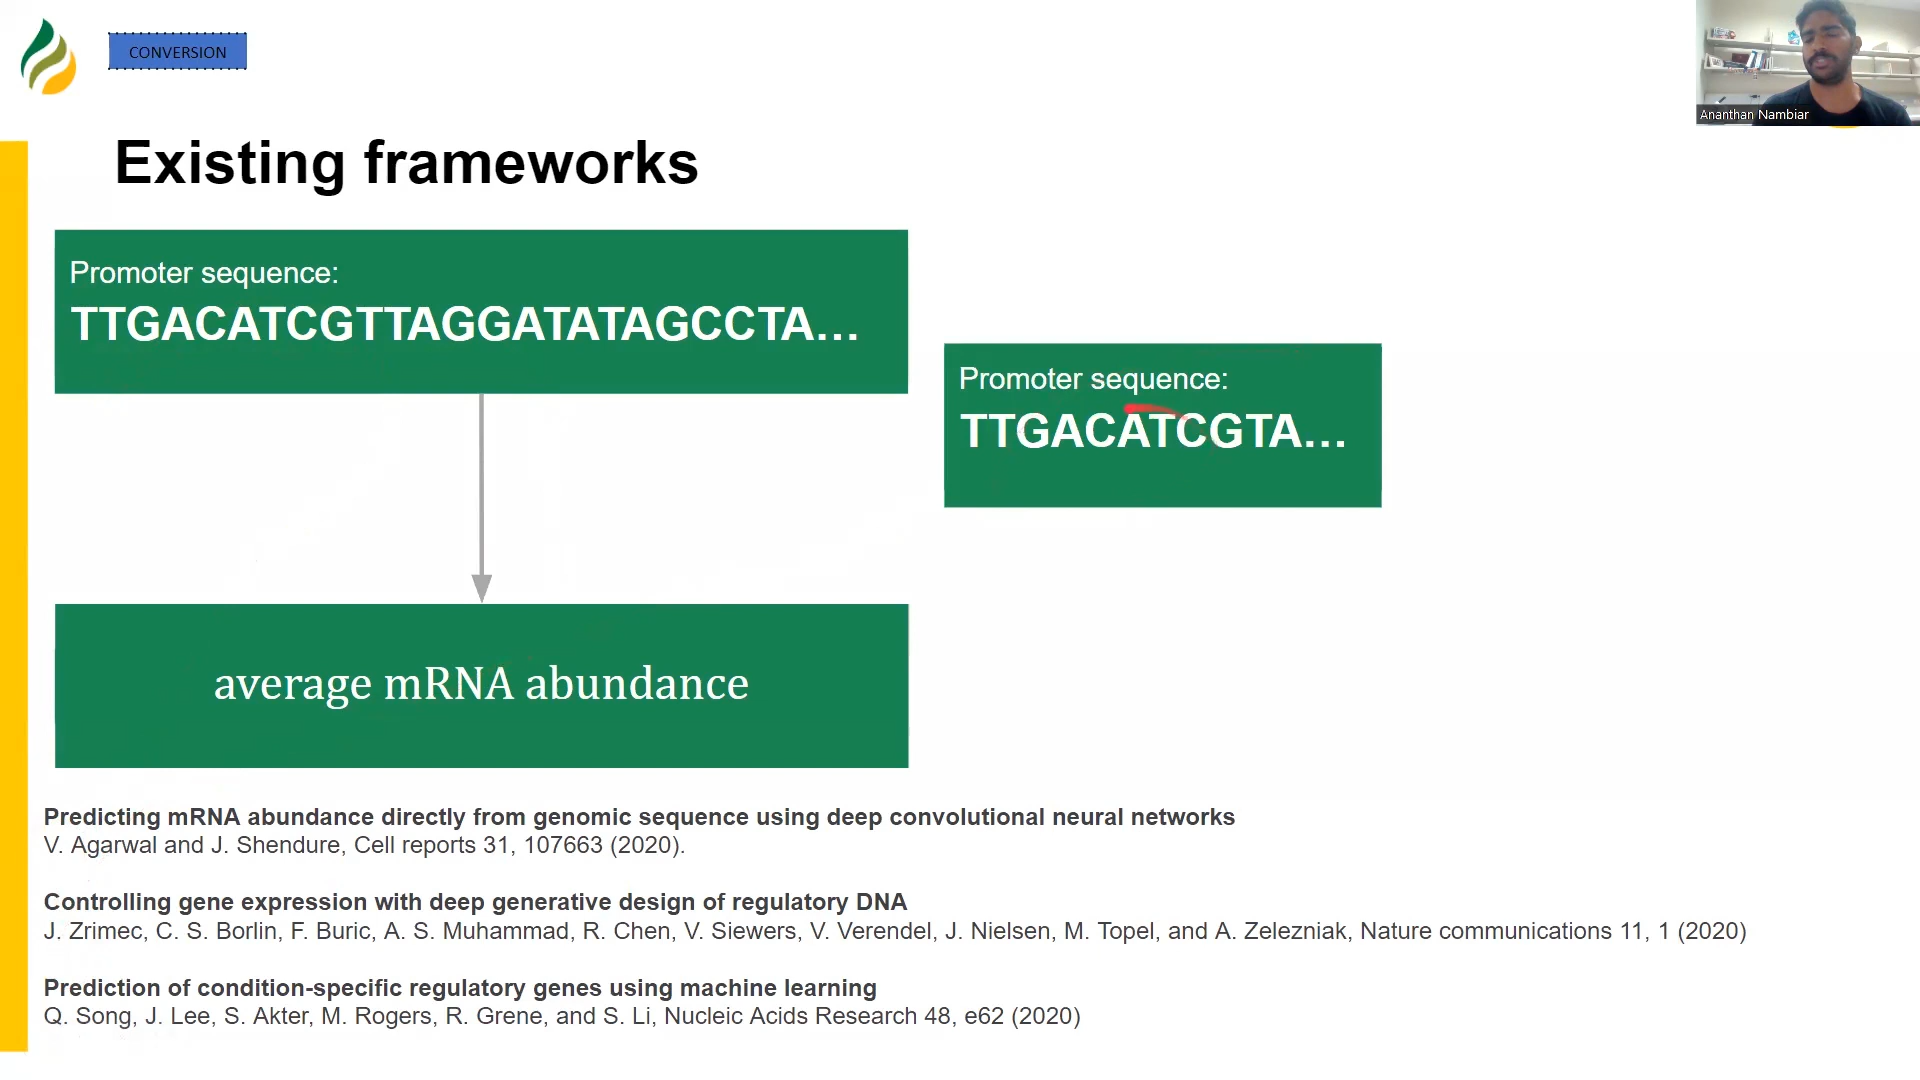 CONVERSION
Ananthan Nambiar
Existing frameworks
Promoter sequence:
TTGACATCGTTAGGATATAGCCTA...
Promoter sequence:
TTGACATCGTA...
average mRNA abundance
Predicting mRNA abundance directly from genomic sequence using deep convolutional neural networks
V. Agarwal and J. Shendure, Cell reports 31, 107663 (2020).
Controlling gene expression with deep generative design of regulatory DNA
J. Zrimec, C. S. Borlin, F. Buric, A. S. Muhammad, R. Chen, V. Siewers, V. Verendel, J. Nielsen, M. Topel, and A. Zelezniak, Nature communications 11, 1 (2020)
Prediction of condition-specific regulatory genes using machine learning
Q. Song, J. Lee, S. Akter, M. Rogers, R. Grene, and S. Li, Nucleic Acids Research 48, e62 (2020)